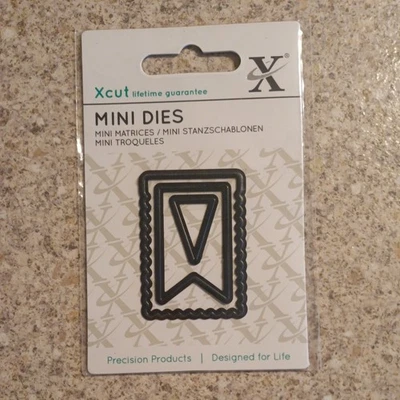 Xcut lifetime guarantee
X®
MINI DIES
MINI MATRICES / MINI STANZSCHABLONEN
MINI TROQUELES
Precision Products | Designed for Life